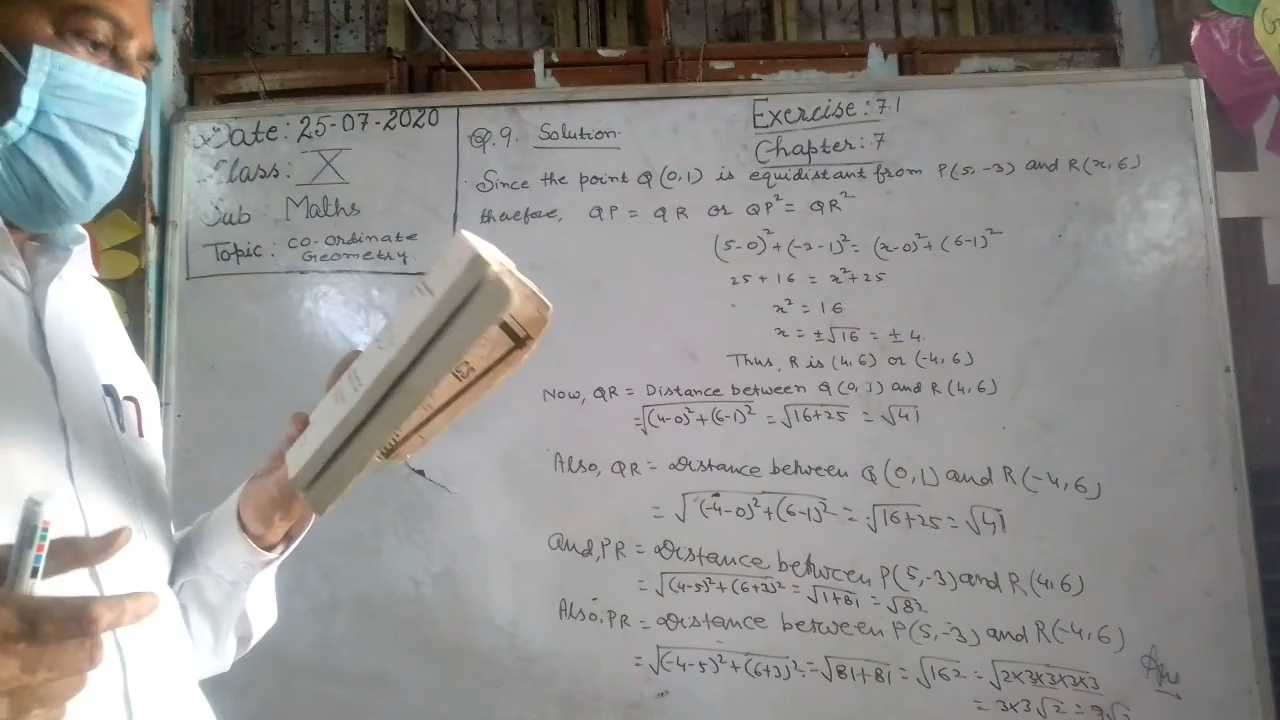 Date: 25-07-2020
Class: X
Sub : Maths
Topic : CO-Ordinate
Geometry.
Exercise: 7.1
Chapter: 7
Q.9. Solution.
Since the point Q (0,1) is equidistant from P(5,-3) and R(x,6)
therefore, QP = QR or QP² = QR²
(5-0)²+(-3-1)² = (x-0)²+(6-1)²
25+16 = x²+25
x² = 16
x = ±√16 = ±4.
Thus, R is (4,6) or (-4,6)
Now, QR = Distance between Q(0,1) and R(4,6)
=√(4-0)²+(6-1)² = √16+25 = √41
Also, QR = Distance between Q(0,1) and R(-4,6)
= √(-4-0)²+(6-1)² = √16+25 = √41
and, PR = Distance between P(5,-3) and R(4,6)
= √(4-5)²+(6+3)² = √1+81 = √82
Also, PR = Distance between P(5,-3) and R(-4,6)
= √(-4-5)²+(6+3)² = √81+81 = √162 = √2×3×3×3×3
= 3×3√2 = 9√2
Ans